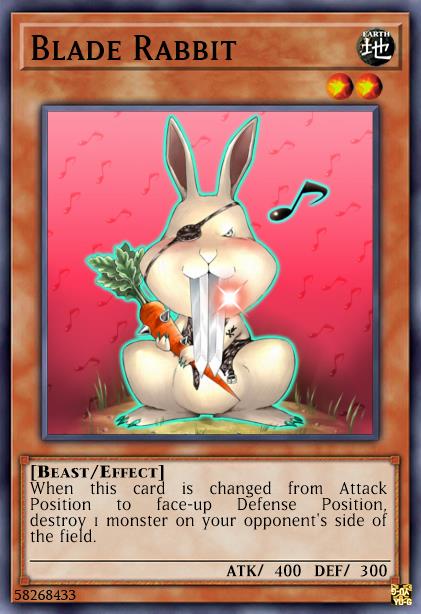 Blade Rabbit
EARTH
地
[Beast/Effect]
When this card is changed from Attack
Position to face-up Defense Position,
destroy 1 monster on your opponent's side of
the field.
ATK/ 400 DEF/ 300
58268433